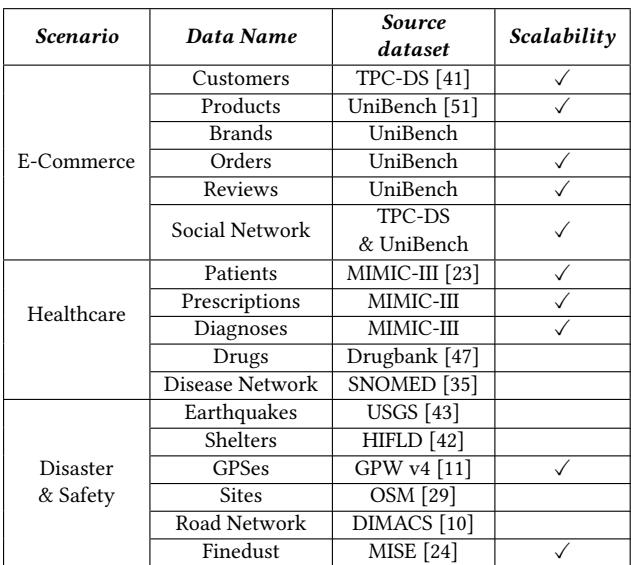 Scenario Data Name Source dataset Scalability
E-Commerce Customers TPC-DS [41] ✓
Products UniBench [51] ✓
Brands UniBench
Orders UniBench ✓
Reviews UniBench ✓
Social Network TPC-DS & UniBench ✓
Healthcare Patients MIMIC-III [23] ✓
Prescriptions MIMIC-III ✓
Diagnoses MIMIC-III ✓
Drugs Drugbank [47]
Disease Network SNOMED [35]
Disaster & Safety Earthquakes USGS [43]
Shelters HIFLD [42]
GPSes GPW v4 [11] ✓
Sites OSM [29]
Road Network DIMACS [10]
Finedust MISE [24] ✓